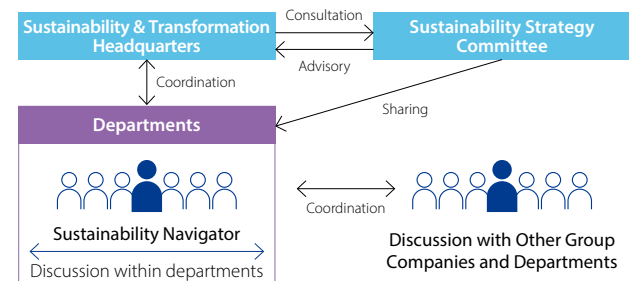 Sustainability & Transformation
Headquarters
Consultation
Sustainability Strategy
Committee
Advisory
Coordination
Sharing
Departments
Coordination
Sustainability Navigator
Discussion within departments
Discussion with Other Group
Companies and Departments